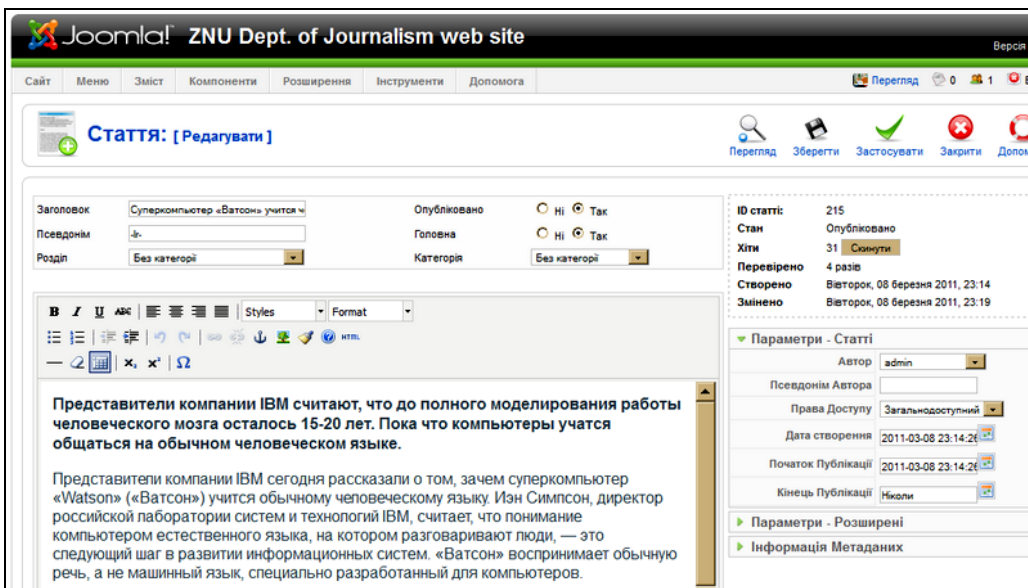 Joomla! ZNU Dept. of Journalism web site
Версія
Сайт Меню Зміст Компоненти Розширення Інструменти Допомога Перегляд 0 1
Стаття: [ Редагувати ]
Перегляд Зберегти Застосувати Закрити
Заголовок Суперкомпьютер «Ватсон» учится ч Опубліковано Ні Так
Псевдонім -lr- Головна Ні Так
Розділ Без категорії Категорія Без категорії
ID статті: 215
Стан Опубліковано
Хіти 31 Скинути
Перевірено 4 разів
Створено Вівторок, 08 березня 2011, 23:14
Змінено Вівторок, 08 березня 2011, 23:19
B I U ABC Styles Format
HTML
x₂ x² Ω
Представители компании IBM считают, что до полного моделирования работы
человеческого мозга осталось 15-20 лет. Пока что компьютеры учатся
общаться на обычном человеческом языке.
Представители компании IBM сегодня рассказали о том, зачем суперкомпьютер
«Watson» («Ватсон») учится обычному человеческому языку. Иэн Симпсон, директор
российской лаборатории систем и технологий IBM, считает, что понимание
компьютером естественного языка, на котором разговаривают люди, — это
следующий шаг в развитии информационных систем. «Ватсон» воспринимает обычную
речь, а не машинный язык, специально разработанный для компьютеров.
Параметри - Статті
Автор admin
Псевдонім Автора
Права Доступу Загальнодоступний
Дата створення 2011-03-08 23:14:26
Початок Публікації 2011-03-08 23:14:26
Кінець Публікації Ніколи
Параметри - Розширені
Інформація Метаданих